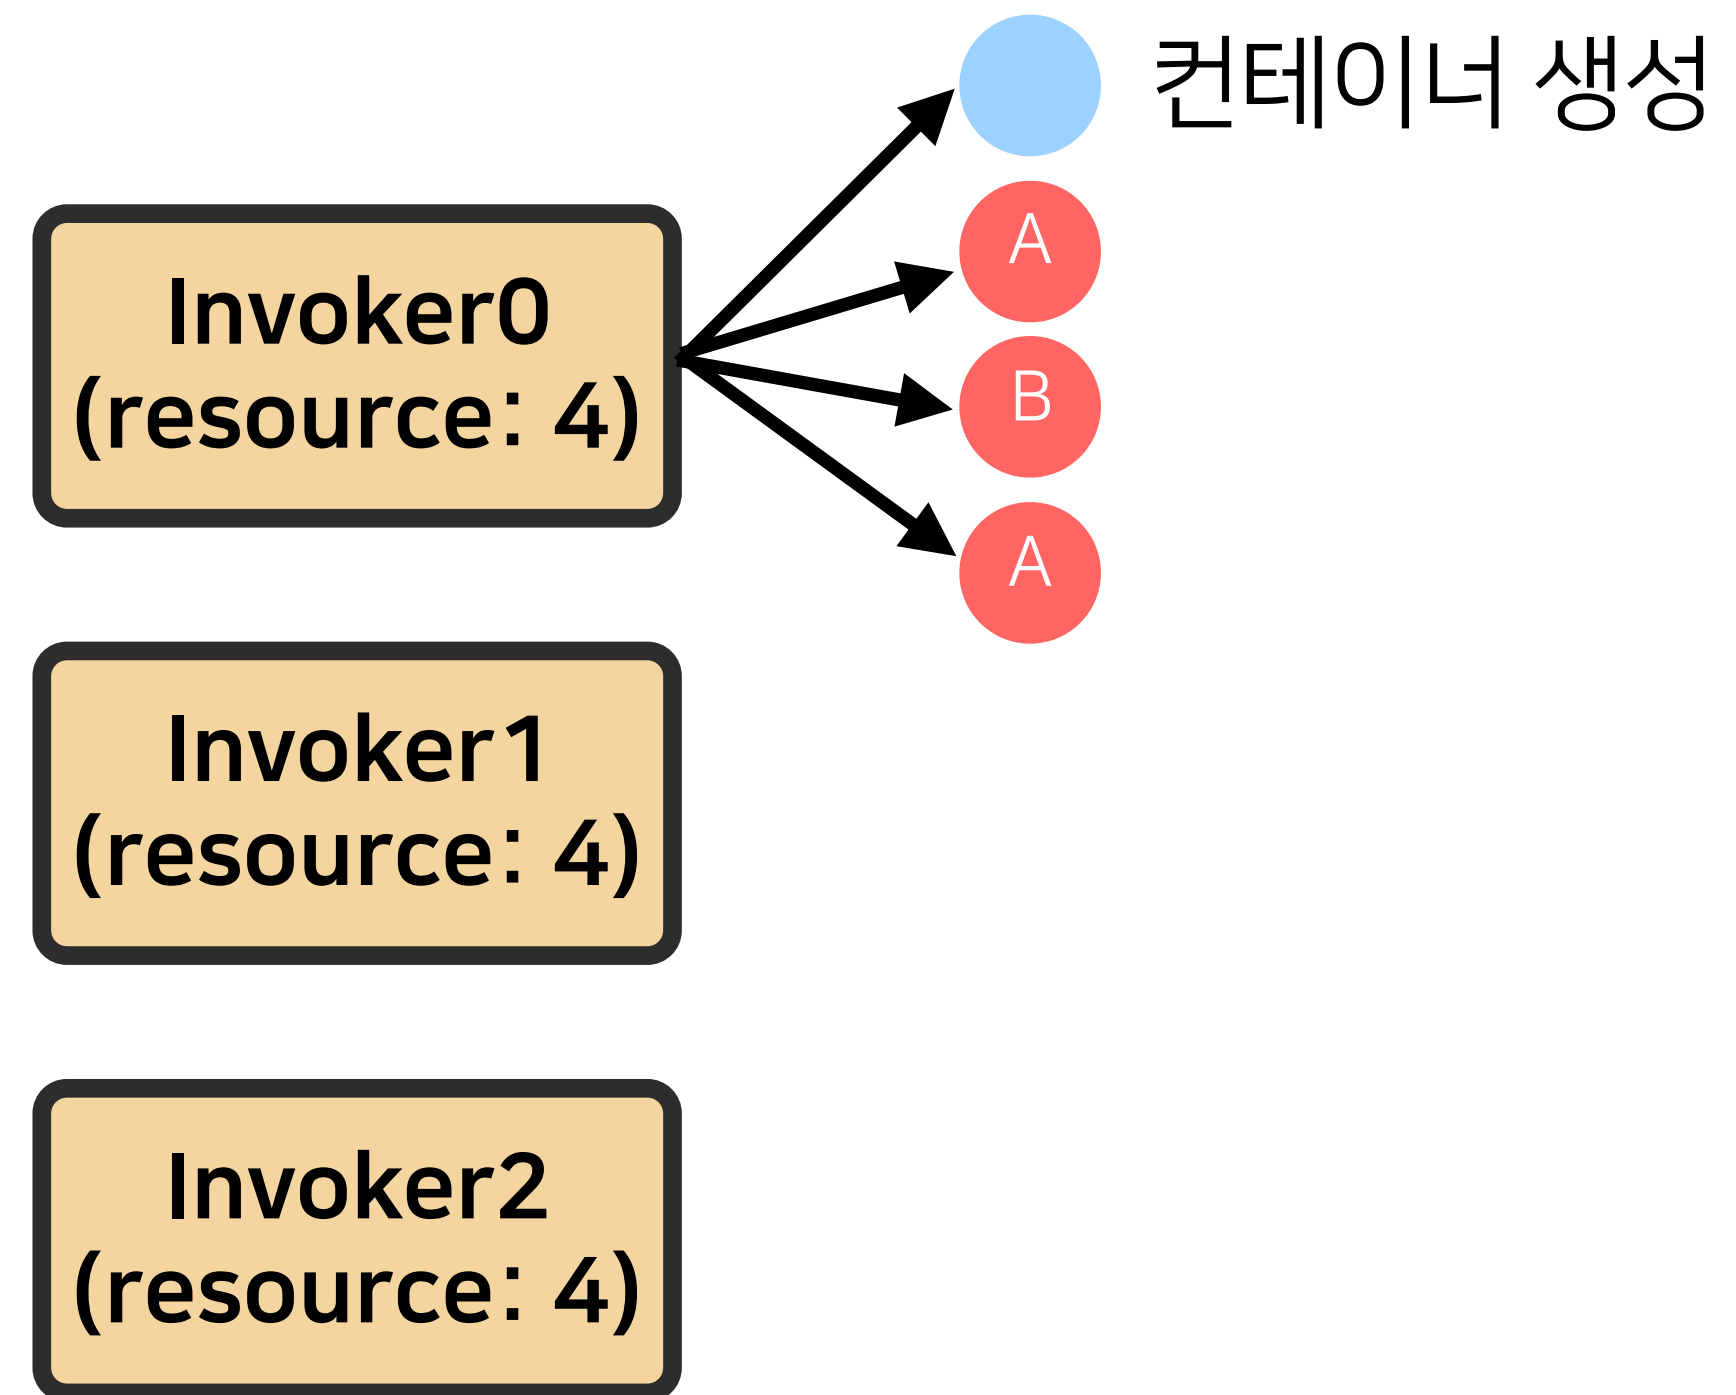 컨테이너 생성
A
Invoker0
(resource: 4)
B
A
Invoker1
(resource: 4)
Invoker2
(resource: 4)